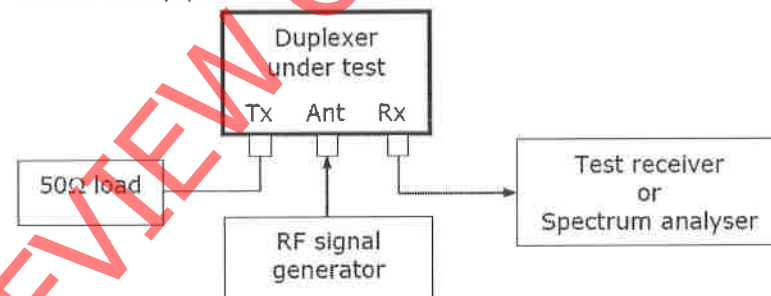 Duplexer
under test
Tx Ant Rx
50Ω load
RF signal
generator
Test receiver
or
Spectrum analyser